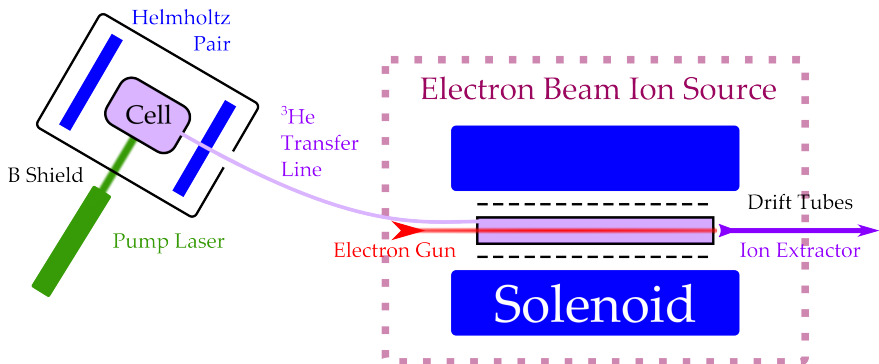 Helmholtz
Pair
Cell
³He
Transfer
Line
B Shield
Pump Laser
Electron Beam Ion Source
Drift Tubes
Electron Gun
Ion Extractor
Solenoid